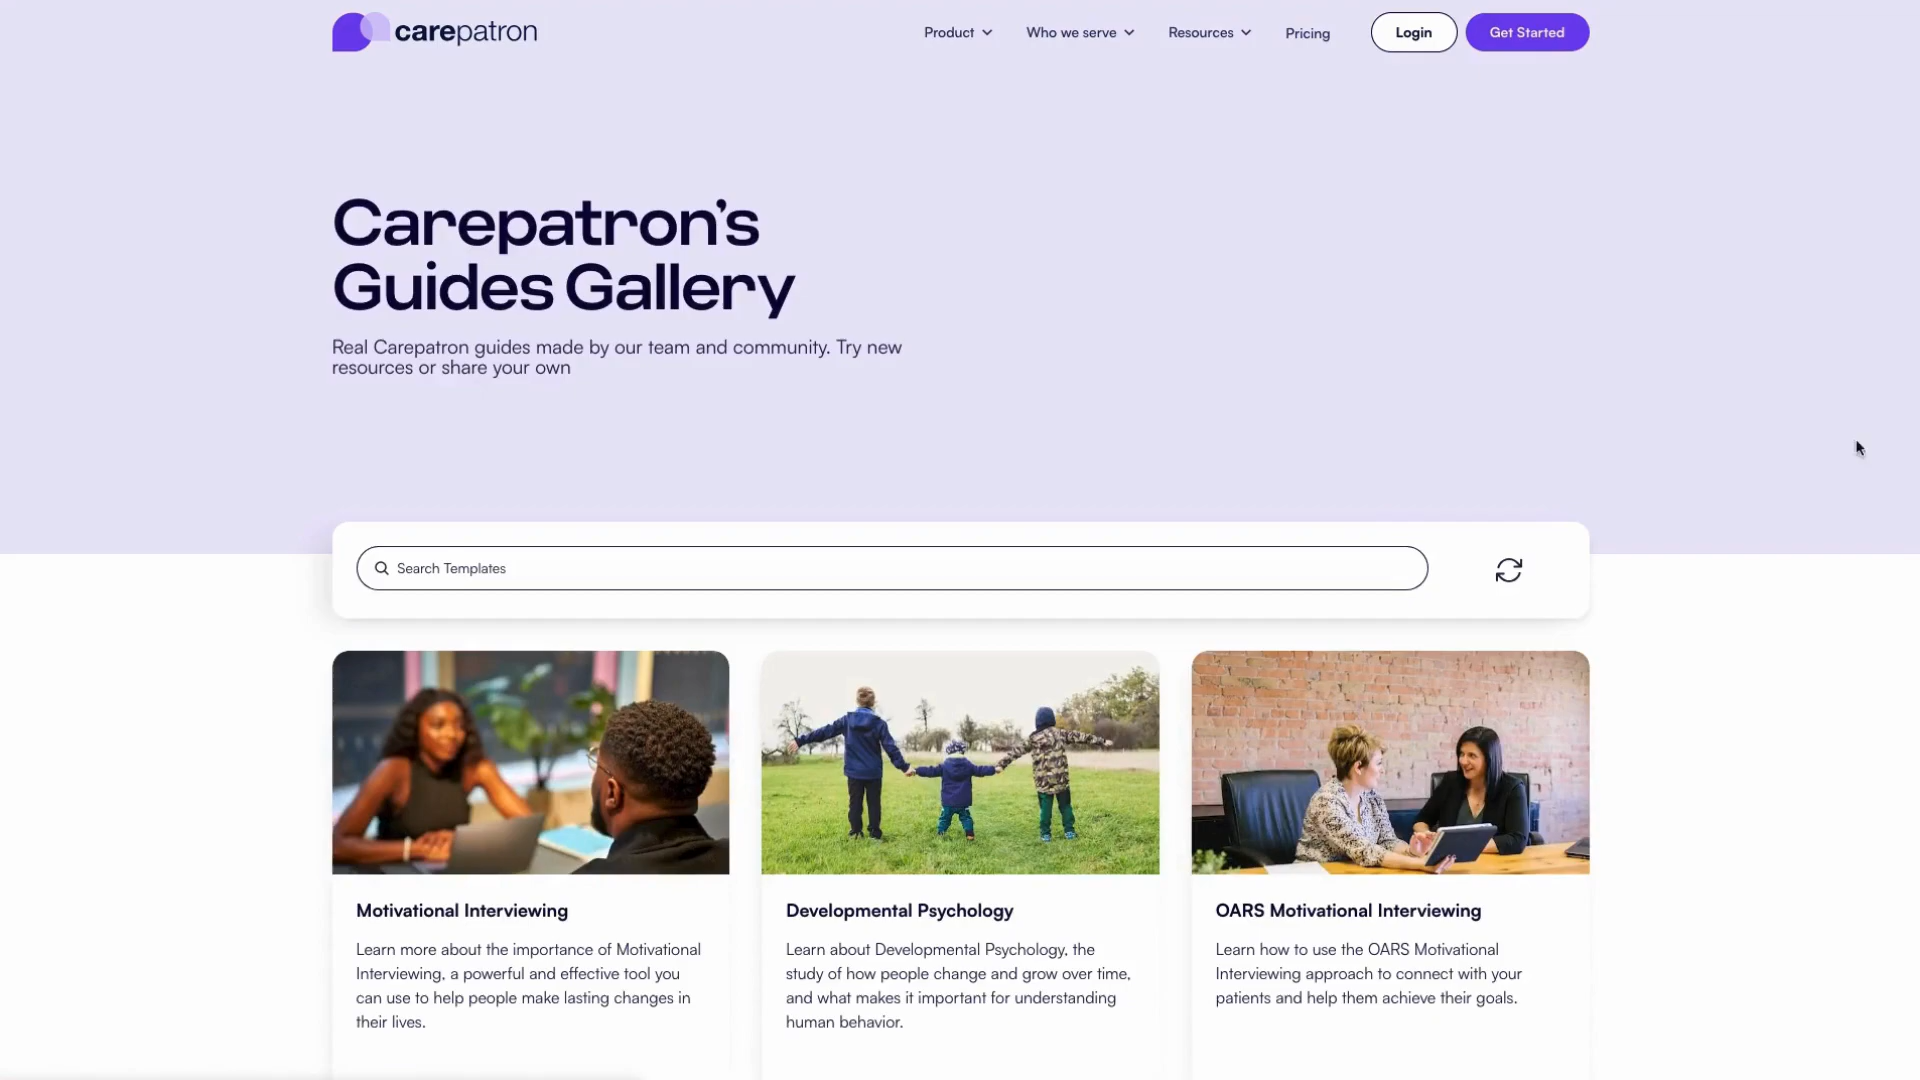 carepatron
Product
Who we serve
Resources
Pricing
Login
Get Started
Carepatron's
Guides Gallery
Real Carepatron guides made by our team and community. Try new
resources or share your own
Search Templates
Motivational Interviewing
Learn more about the importance of Motivational
Interviewing, a powerful and effective tool you
can use to help people make lasting changes in
their lives.
Developmental Psychology
Learn about Developmental Psychology, the
study of how people change and grow over time,
and what makes it important for understanding
human behavior.
OARS Motivational Interviewing
Learn how to use the OARS Motivational
Interviewing approach to connect with your
patients and help them achieve their goals.